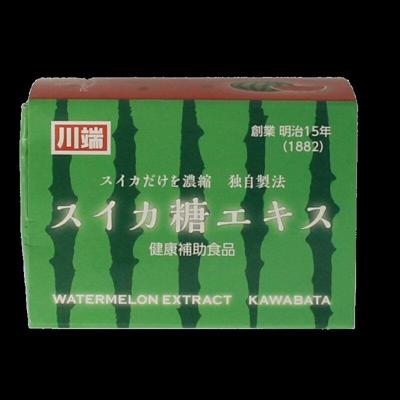 川端
創業 明治15年
(1882)
スイカだけを濃縮 独自製法
スイカ糖エキス
健康補助食品
WATERMELON EXTRACT KAWABATA